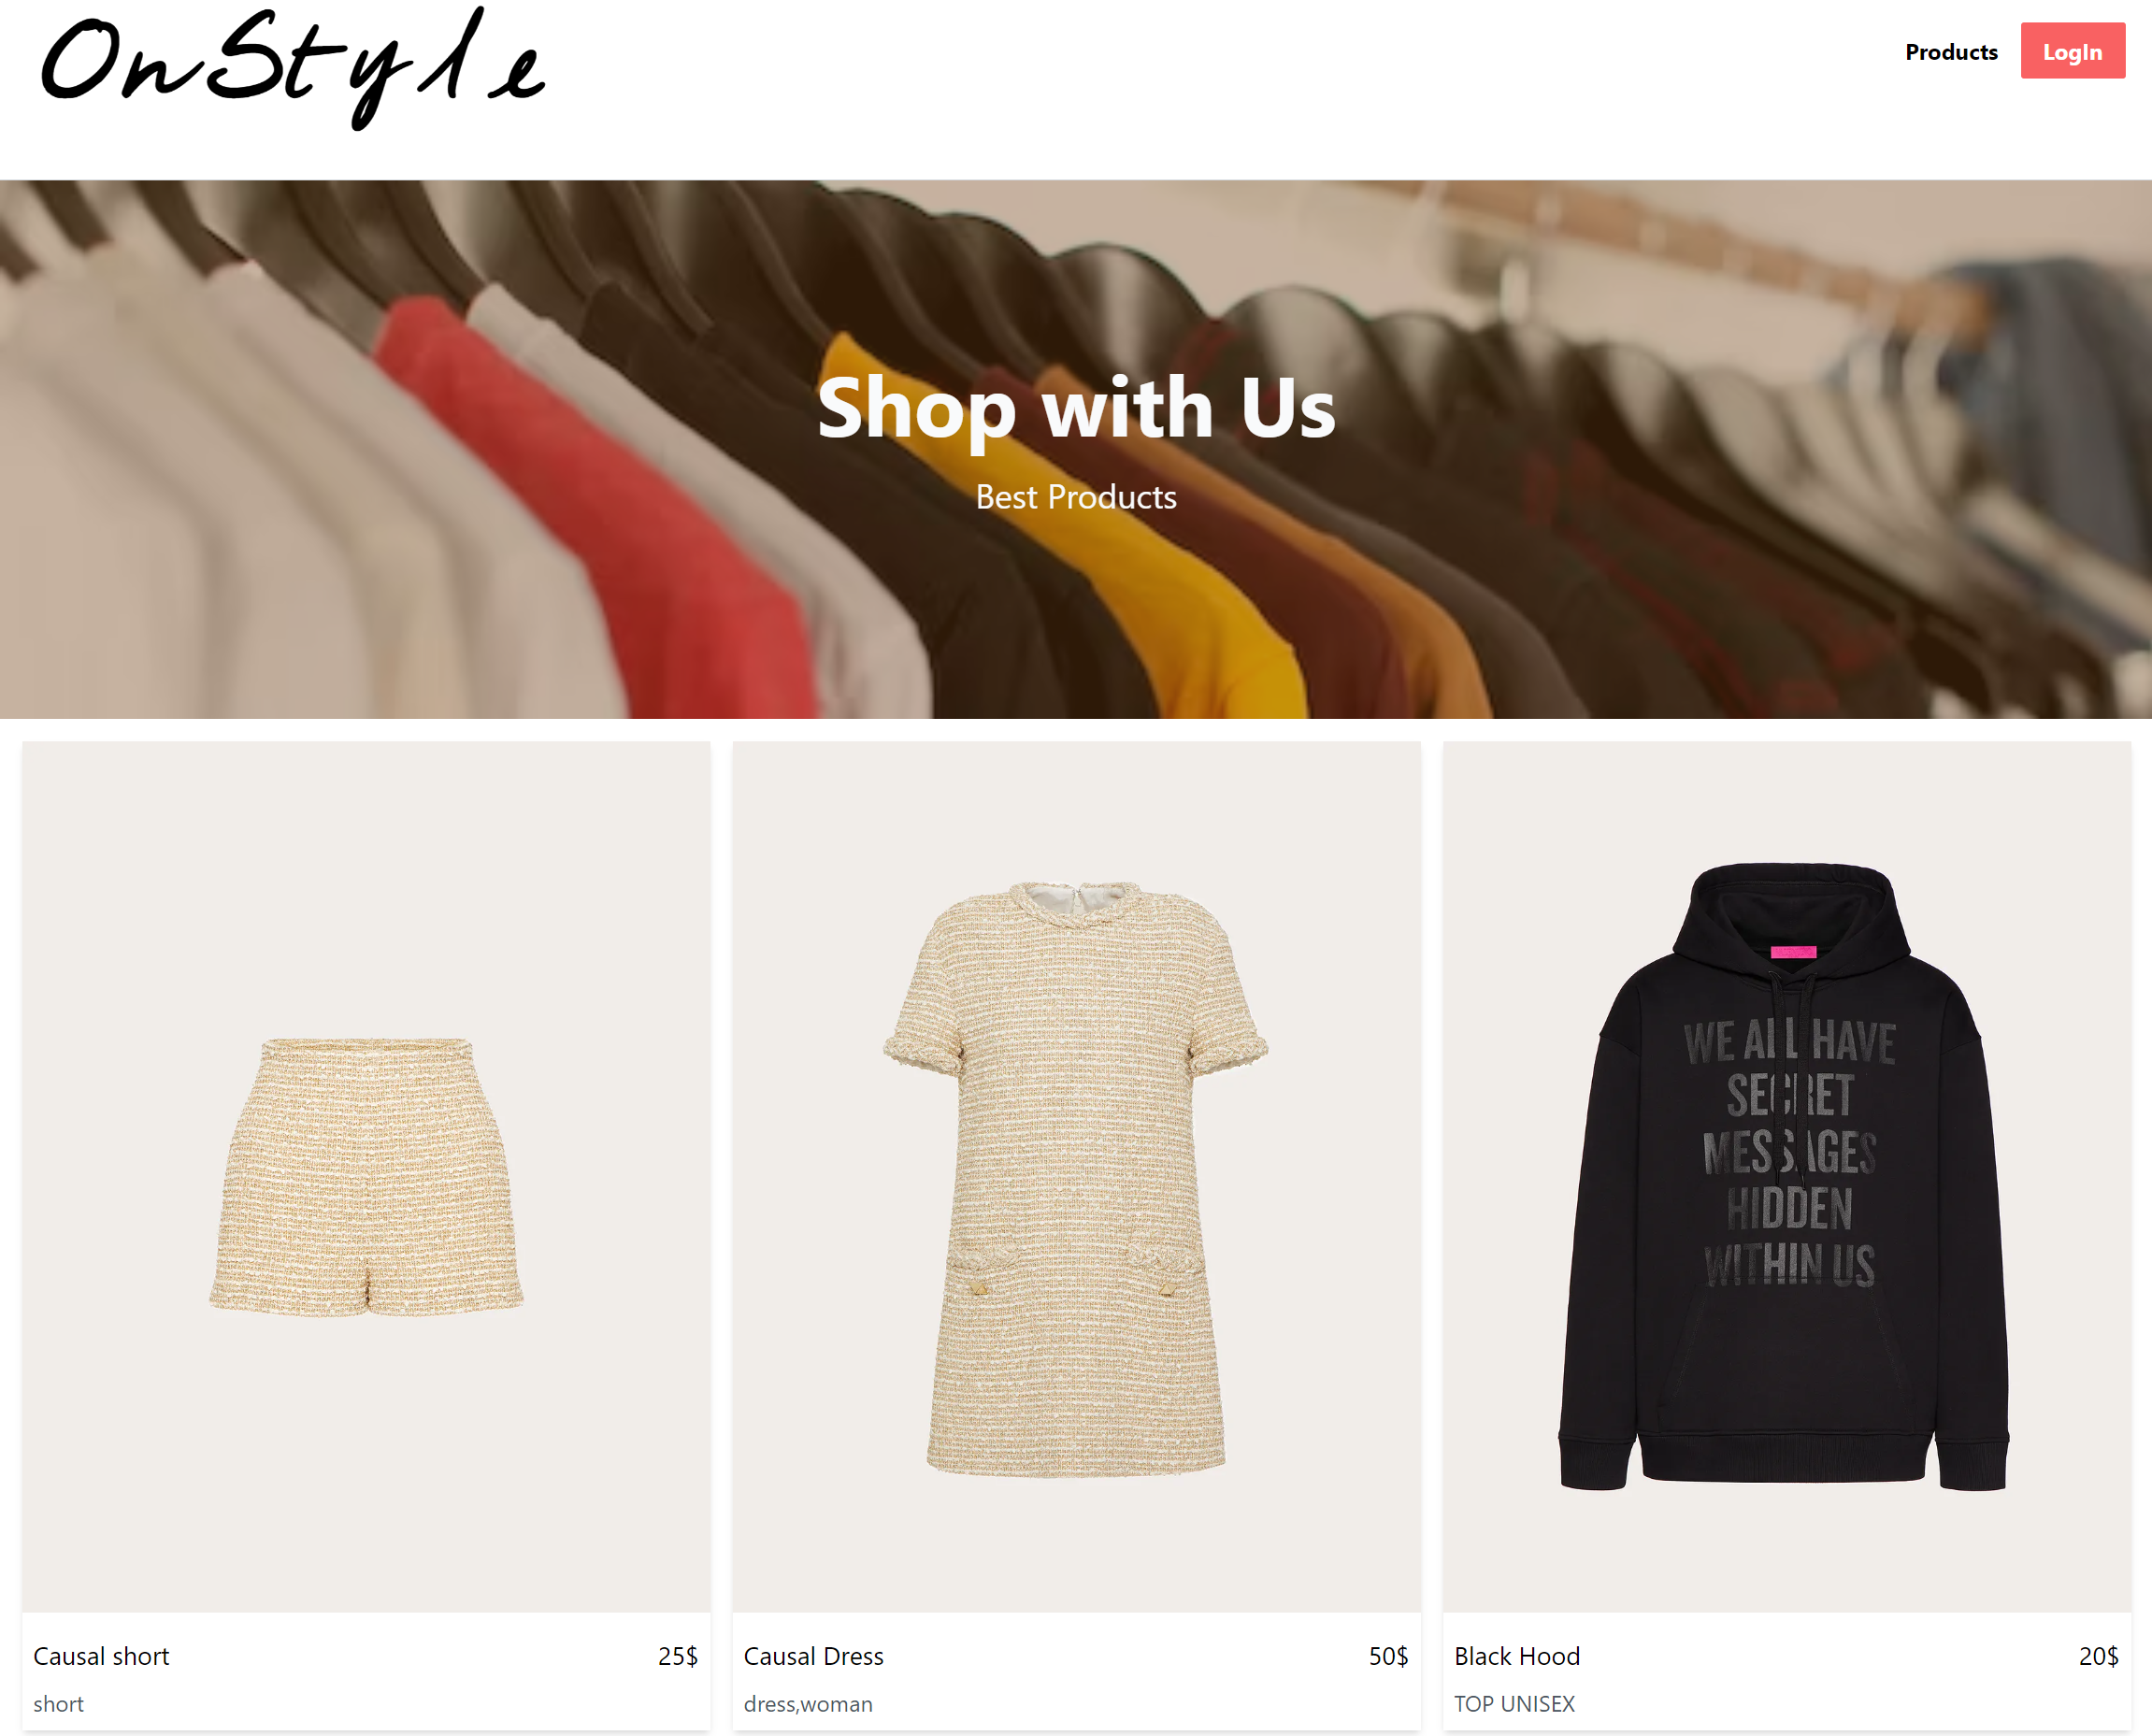 OnStyle
Products
LogIn
Shop with Us
Best Products
WE ALL HAVE
SECRET
MESSAGES
HIDDEN
WITHIN US
Causal short
25$
short
Causal Dress
50$
dress,woman
Black Hood
20$
TOP UNISEX